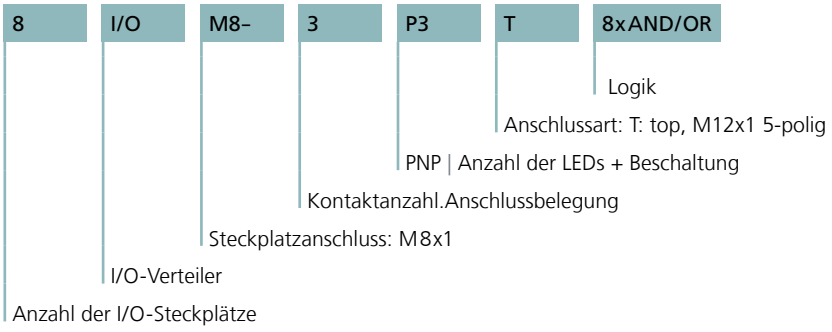 8 I/O M8– 3 P3 T 8xAND/OR
Logik
Anschlussart: T: top, M12x1 5-polig
PNP | Anzahl der LEDs + Beschaltung
Kontaktanzahl.Anschlussbelegung
Steckplatzanschluss: M8x1
I/O-Verteiler
Anzahl der I/O-Steckplätze